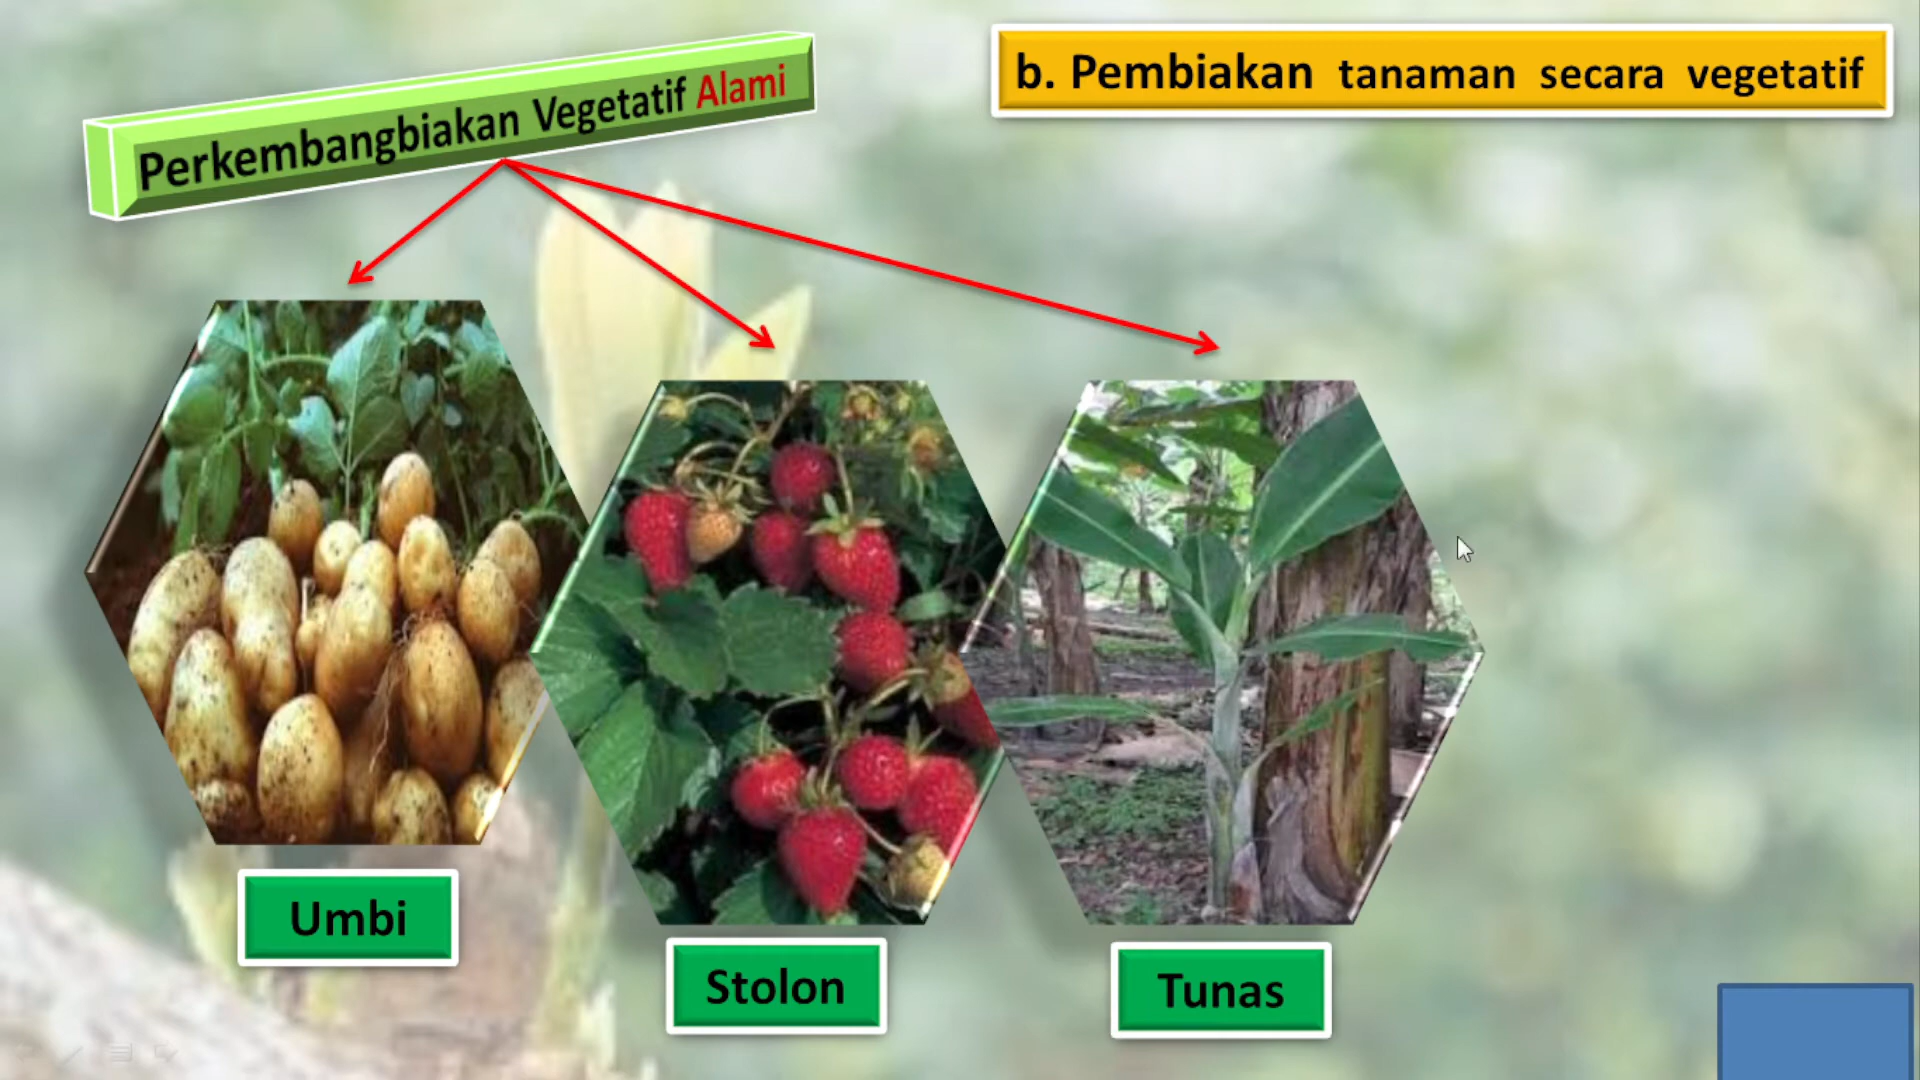 Perkembangbiakan Vegetatif Alami
b. Pembiakan tanaman secara vegetatif
Umbi
Stolon
Tunas